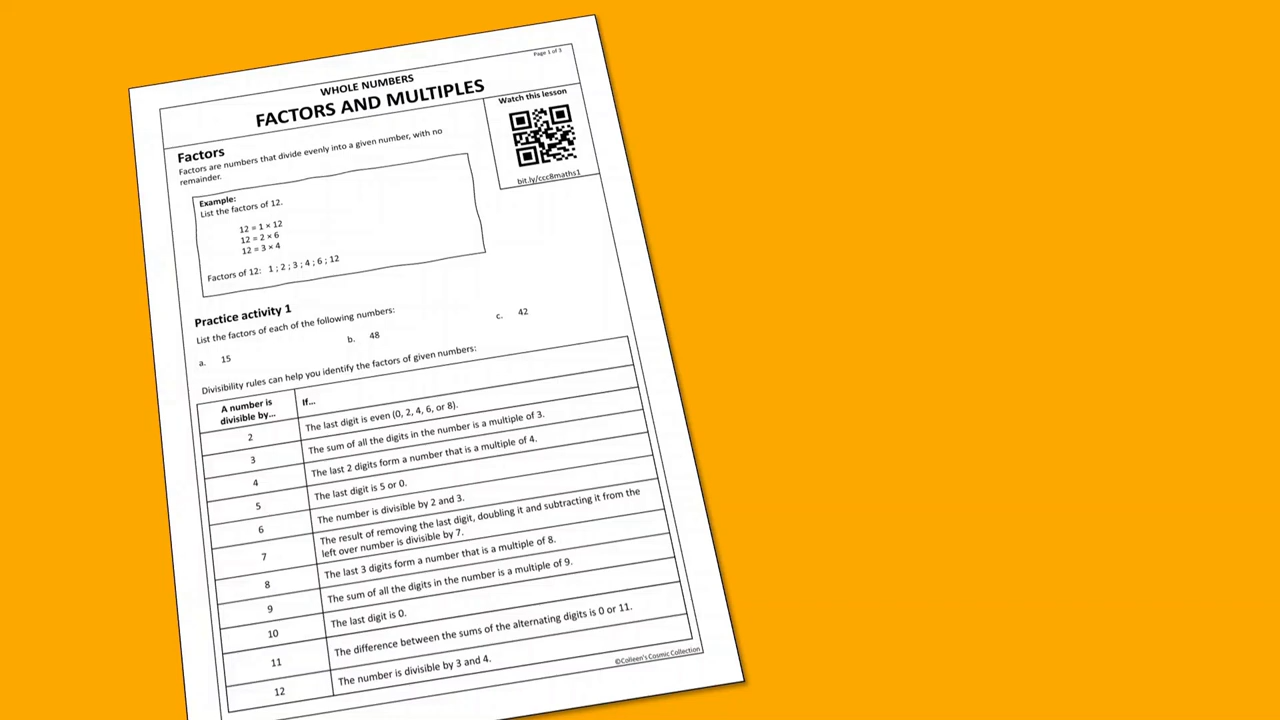 Page 1 of 3
WHOLE NUMBERS
FACTORS AND MULTIPLES
Watch this lesson
bit.ly/ccc8maths1
Factors
Factors are numbers that divide evenly into a given number, with no
remainder.
Example:
List the factors of 12.
12 = 1 × 12
12 = 2 × 6
12 = 3 × 4
Factors of 12: 1 ; 2 ; 3 ; 4 ; 6 ; 12
Practice activity 1
List the factors of each of the following numbers:
a. 15 b. 48 c. 42
Divisibility rules can help you identify the factors of given numbers:
A number is
divisible by... If...
2 The last digit is even (0, 2, 4, 6, or 8).
3 The sum of all the digits in the number is a multiple of 3.
4 The last 2 digits form a number that is a multiple of 4.
5 The last digit is 5 or 0.
6 The number is divisible by 2 and 3.
7 The result of removing the last digit, doubling it and subtracting it from the
left over number is divisible by 7.
8 The last 3 digits form a number that is a multiple of 8.
9 The sum of all the digits in the number is a multiple of 9.
10 The last digit is 0.
11 The difference between the sums of the alternating digits is 0 or 11.
12 The number is divisible by 3 and 4.
©Colleen's Cosmic Collection